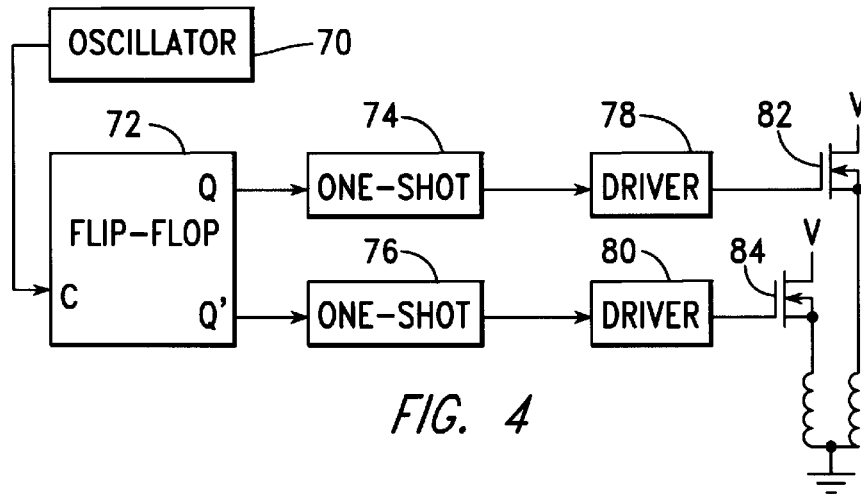 OSCILLATOR
70
72
74
78
82
V
Q
ONE-SHOT
DRIVER
FLIP-FLOP
76
80
84
V
C
Q'
ONE-SHOT
DRIVER
FIG. 4